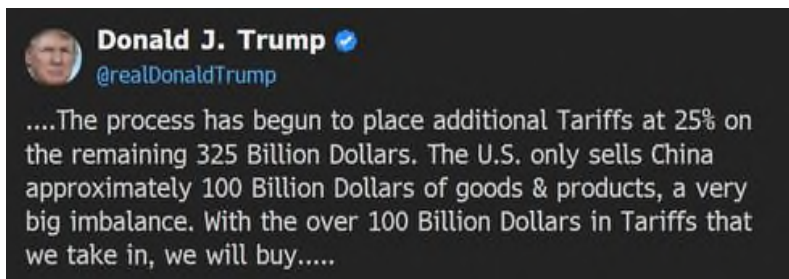 Donald J. Trump
@realDonaldTrump
....The process has begun to place additional Tariffs at 25% on
the remaining 325 Billion Dollars. The U.S. only sells China
approximately 100 Billion Dollars of goods & products, a very
big imbalance. With the over 100 Billion Dollars in Tariffs that
we take in, we will buy.....